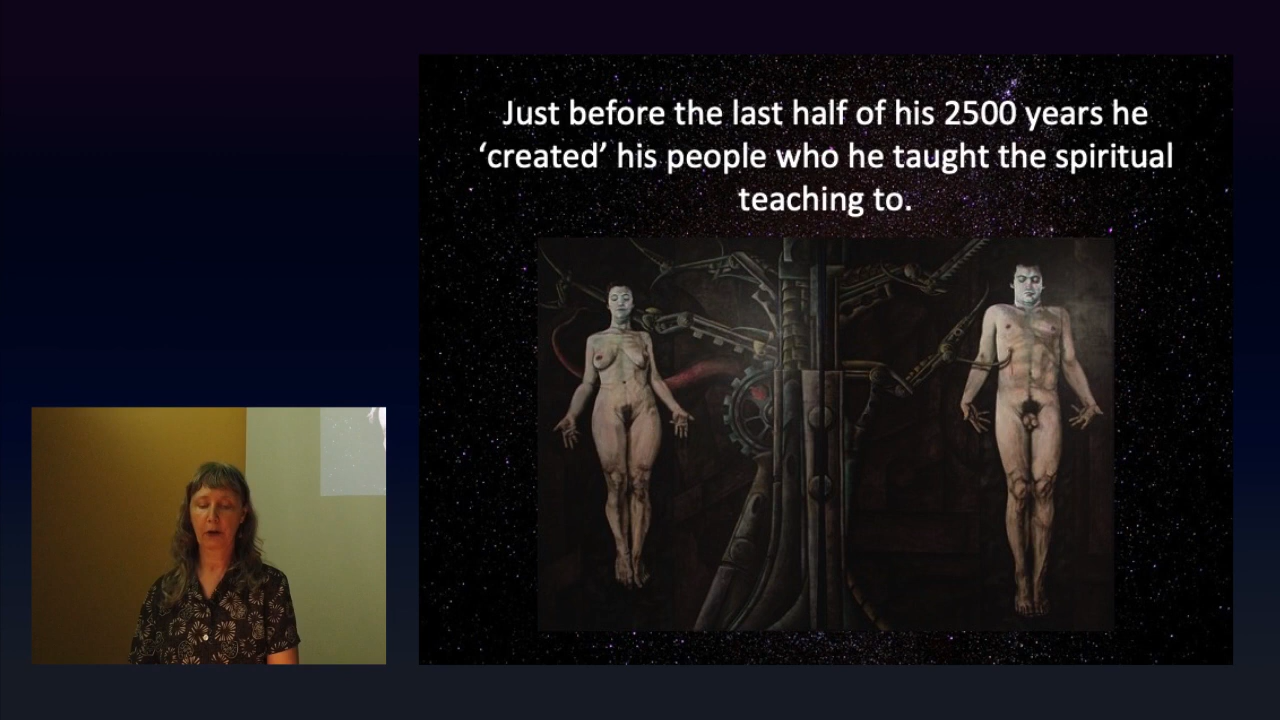 Just before the last half of his 2500 years he
‘created’ his people who he taught the spiritual
teaching to.